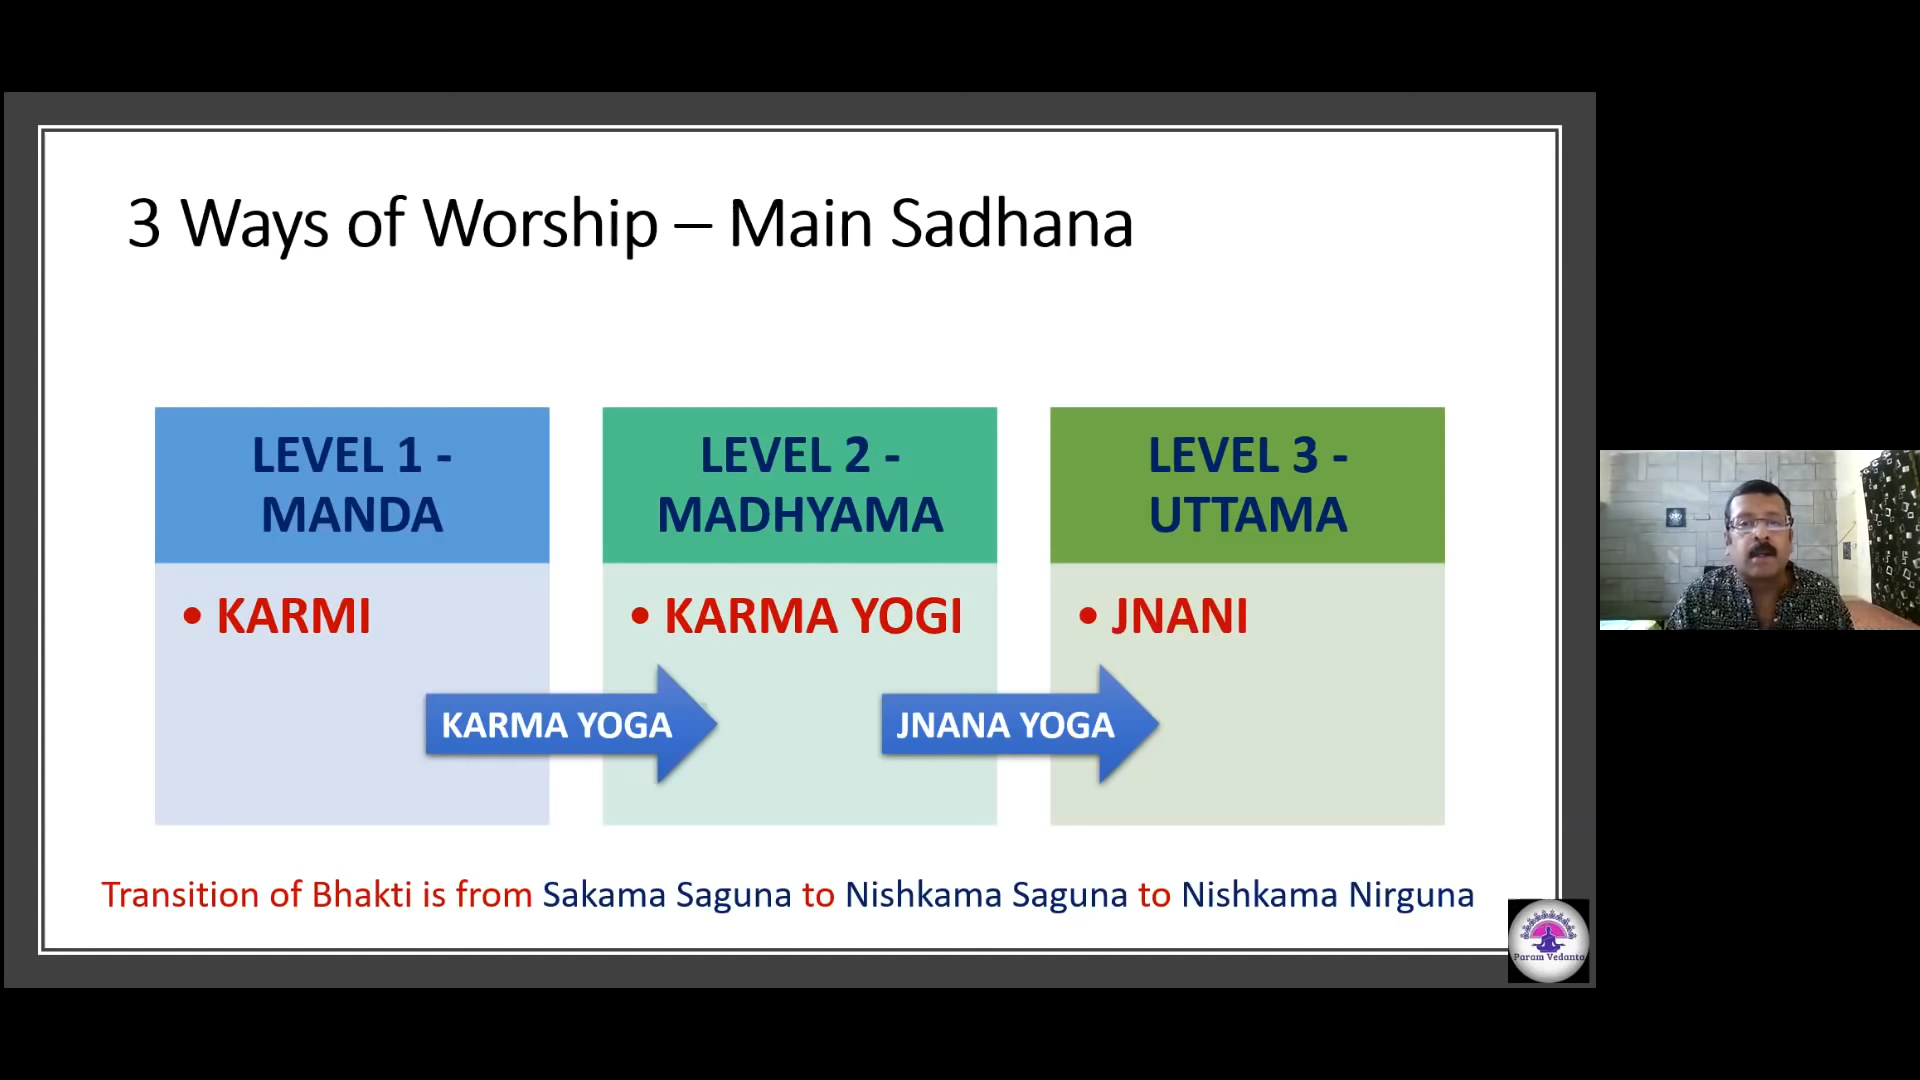 3 Ways of Worship – Main Sadhana
LEVEL 1 -
MANDA
• KARMI
LEVEL 2 -
MADHYAMA
• KARMA YOGI
LEVEL 3 -
UTTAMA
• JNANI
KARMA YOGA
JNANA YOGA
Transition of Bhakti is from Sakama Saguna to Nishkama Saguna to Nishkama Nirguna
Param Vedanta